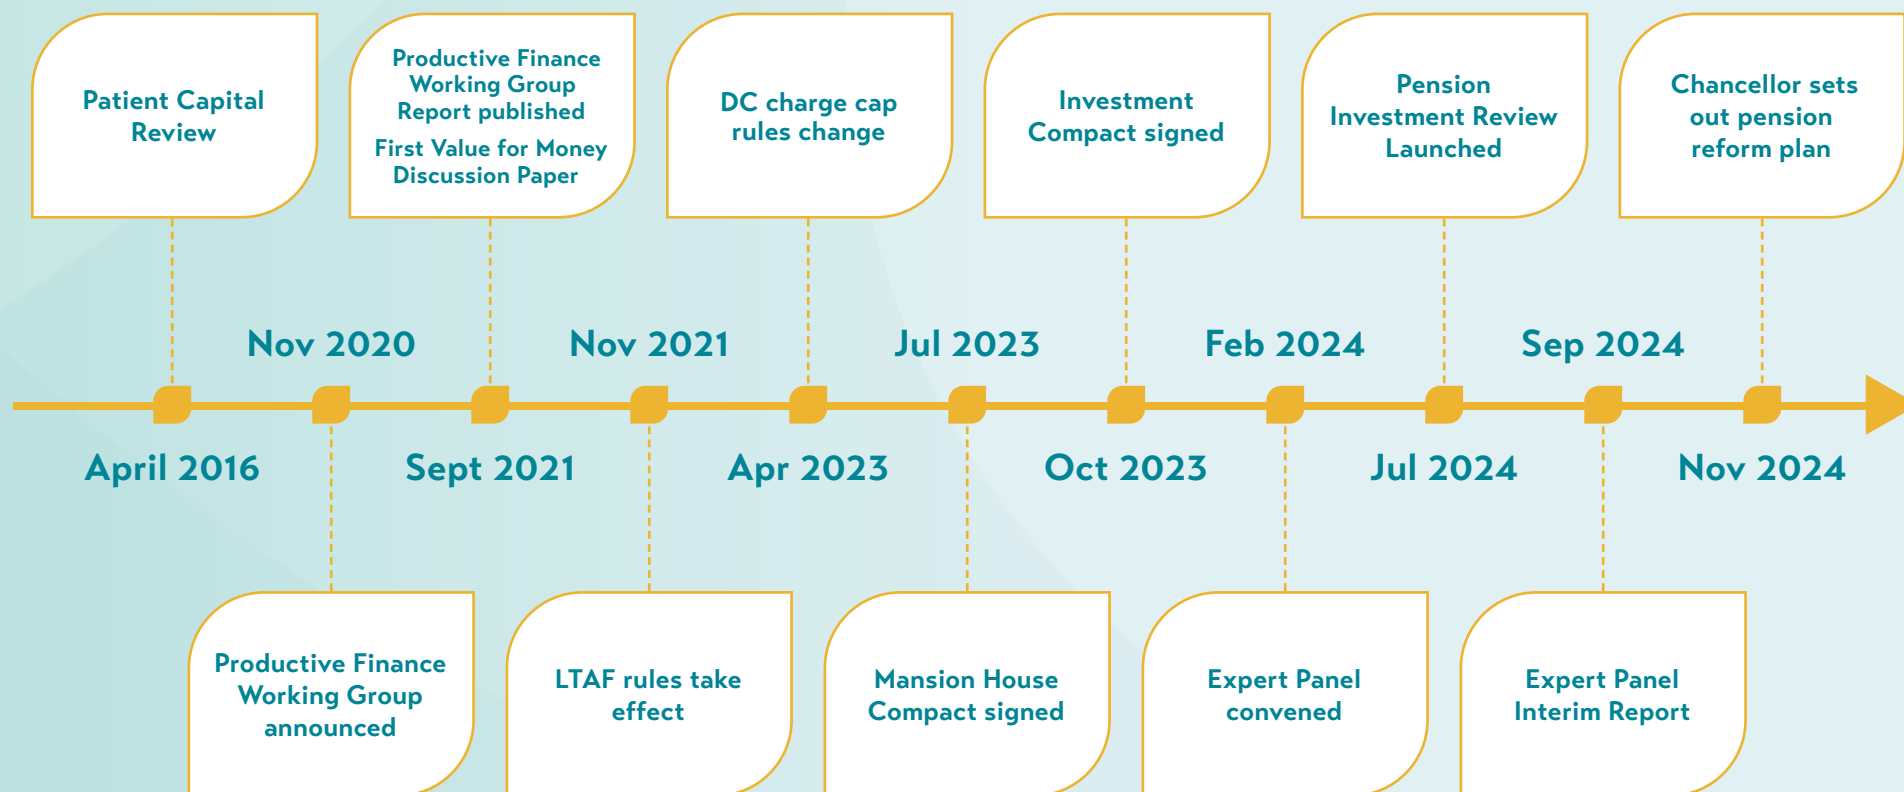 Patient Capital
Review
Productive Finance
Working Group
Report published
First Value for Money
Discussion Paper
DC charge cap
rules change
Investment
Compact signed
Pension
Investment Review
Launched
Chancellor sets
out pension
reform plan
Nov 2020
Nov 2021
Jul 2023
Feb 2024
Sep 2024
April 2016
Sept 2021
Apr 2023
Oct 2023
Jul 2024
Nov 2024
Productive Finance
Working Group
announced
LTAF rules take
effect
Mansion House
Compact signed
Expert Panel
convened
Expert Panel
Interim Report